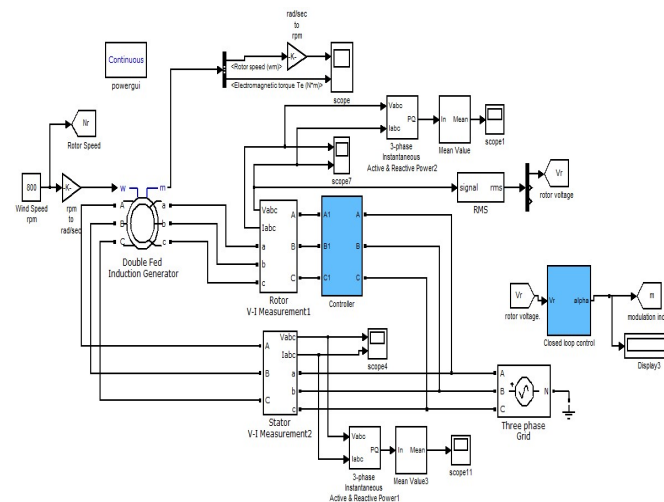 rad/sec
to
rpm
Continuous
powergui
-K-
<Rotor speed (wm)>
<Electromagnetic torque Te (N*m)>
scope
Nr
Rotor Speed
Vabc
Iabc
PQ
In
Mean
scope1
3-phase
Instantaneous
Active & Reactive Power2
Mean Value
scope7
800
Wind Speed
rpm
-K-
rpm
to
rad/sec
w
m
A
B
C
a
b
c
Double Fed
Induction Generator
Vabc
Iabc
a
b
c
A
B
C
Rotor
V-I Measurement1
A1
B1
C1
A
B
C
Controller
signal
rms
RMS
Vr
rotor voltage
Vr
rotor voltage.
Vr
alpha
Closed loop control
m
modulation ind
Display3
A
B
C
Vabc
Iabc
a
b
c
Stator
V-I Measurement2
scope4
A
B
C
N
Three phase
Grid
Vabc
Iabc
PQ
In
Mean
scope11
3-phase
Instantaneous
Active & Reactive Power1
Mean Value3